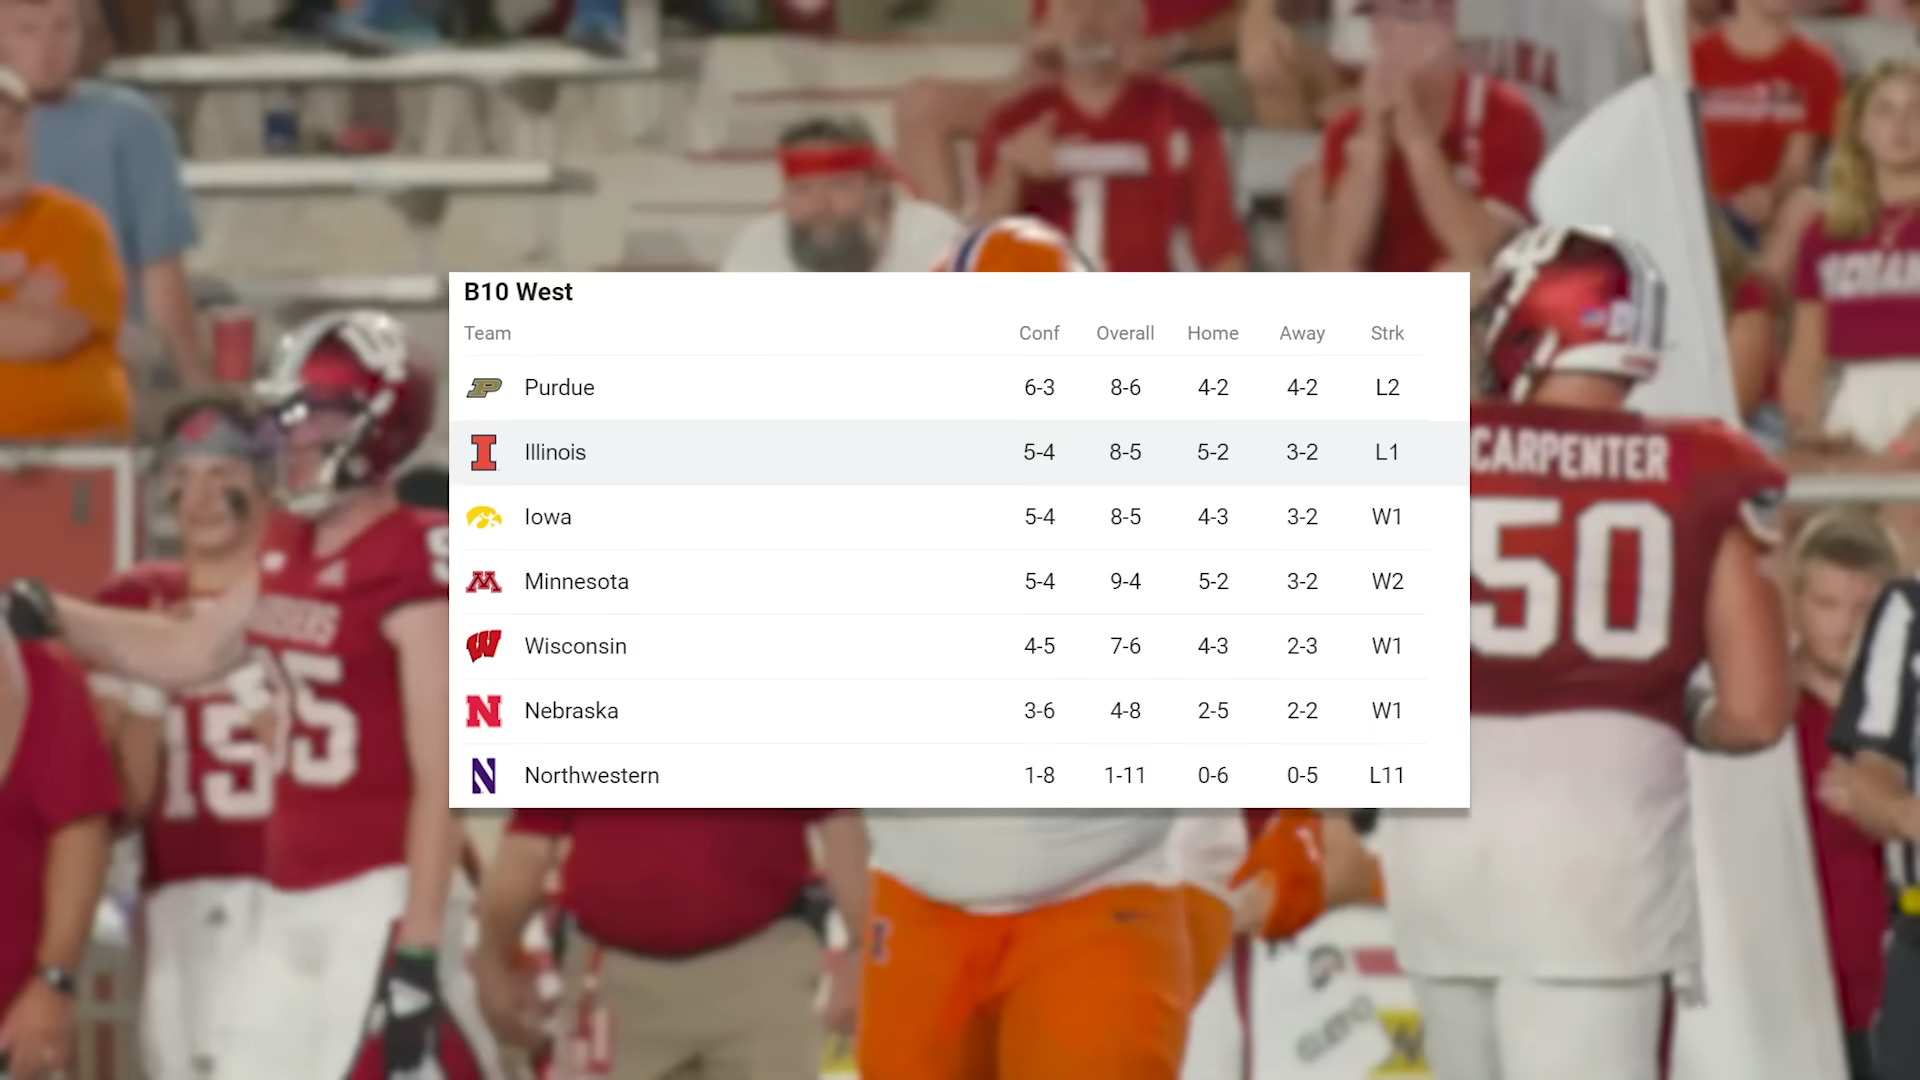 B10 West
Team Conf Overall Home Away Strk
Purdue 6-3 8-6 4-2 4-2 L2
Illinois 5-4 8-5 5-2 3-2 L1
Iowa 5-4 8-5 4-3 3-2 W1
Minnesota 5-4 9-4 5-2 3-2 W2
Wisconsin 4-5 7-6 4-3 2-3 W1
Nebraska 3-6 4-8 2-5 2-2 W1
Northwestern 1-8 1-11 0-6 0-5 L11
CARPENTER
50
15
1